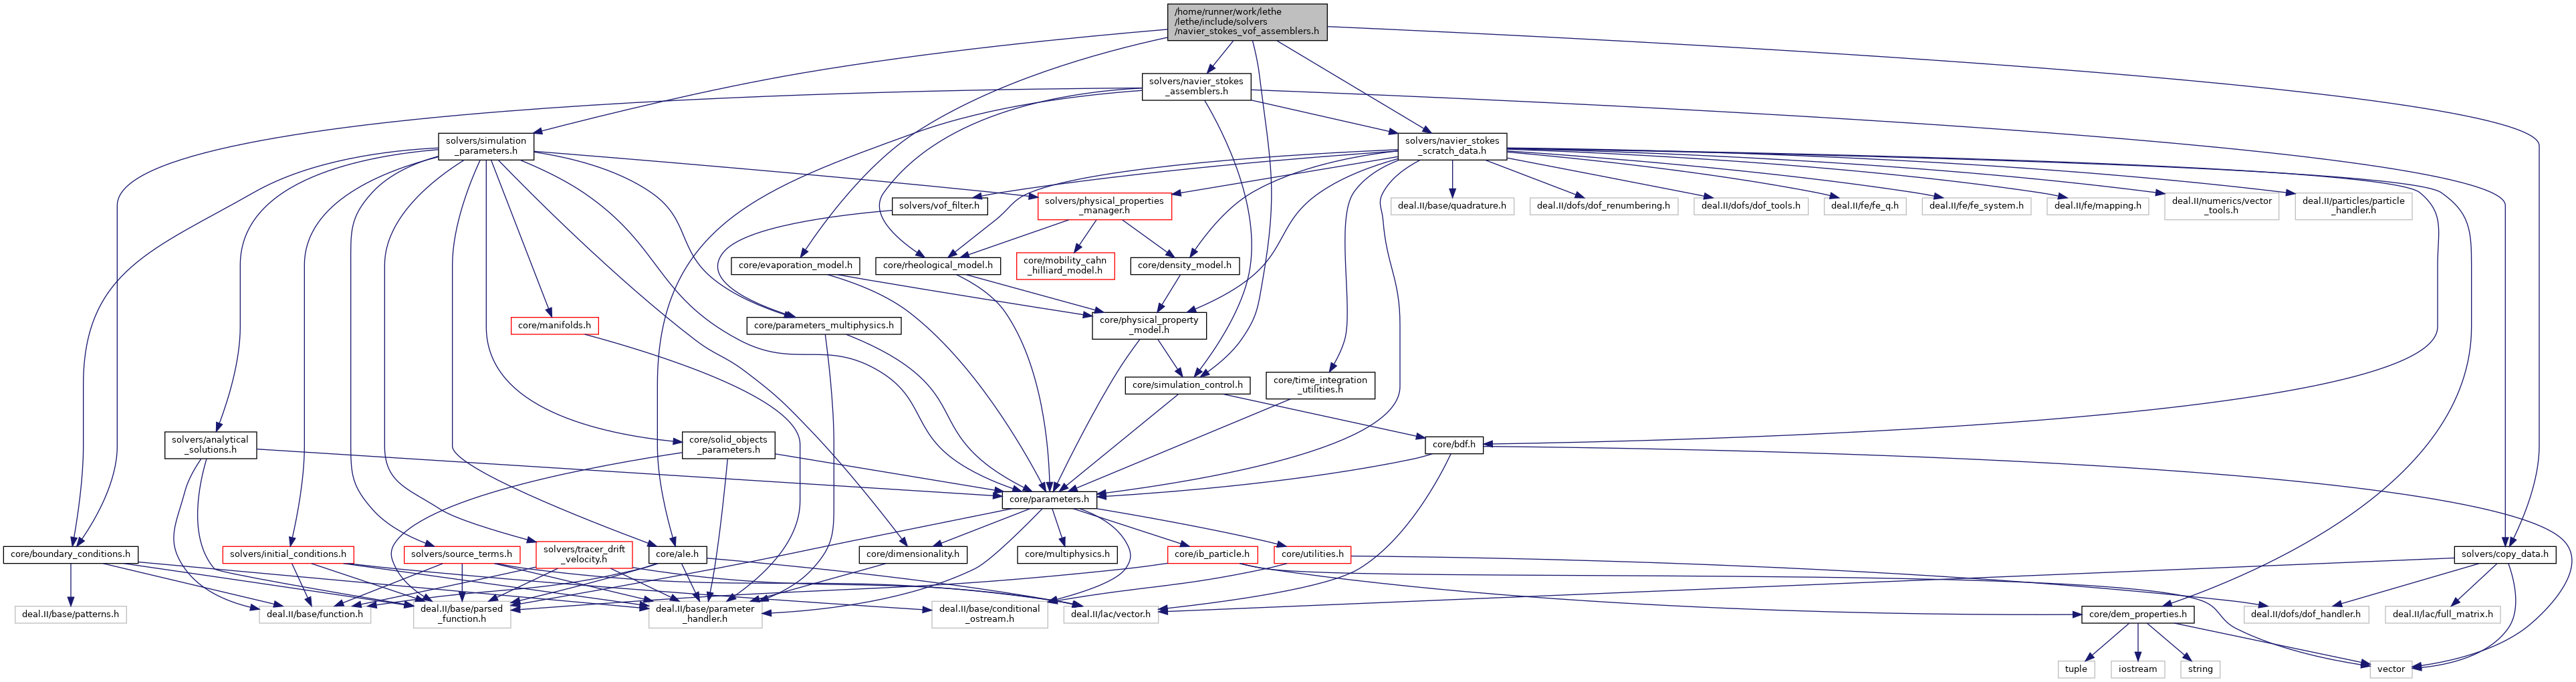 /home/runner/work/lethe
/lethe/include/solvers
/navier_stokes_vof_assemblers.h
solvers/navier_stokes
_assemblers.h
solvers/simulation
_parameters.h
solvers/navier_stokes
_scratch_data.h
solvers/vof_filter.h
solvers/physical_properties
_manager.h
deal.II/base/quadrature.h
deal.II/dofs/dof_renumbering.h
deal.II/dofs/dof_tools.h
deal.II/fe/fe_q.h
deal.II/fe/fe_system.h
deal.II/fe/mapping.h
deal.II/numerics/vector
_tools.h
deal.II/particles/particle
_handler.h
core/evaporation_model.h
core/rheological_model.h
core/mobility_cahn
_hilliard_model.h
core/density_model.h
core/manifolds.h
core/parameters_multiphysics.h
core/physical_property
_model.h
core/simulation_control.h
core/time_integration
_utilities.h
solvers/analytical
_solutions.h
core/solid_objects
_parameters.h
core/bdf.h
core/parameters.h
core/boundary_conditions.h
solvers/initial_conditions.h
solvers/source_terms.h
solvers/tracer_drift
_velocity.h
core/ale.h
core/dimensionality.h
core/multiphysics.h
core/ib_particle.h
core/utilities.h
solvers/copy_data.h
deal.II/base/patterns.h
deal.II/base/function.h
deal.II/base/parsed
_function.h
deal.II/base/parameter
_handler.h
deal.II/base/conditional
_ostream.h
deal.II/lac/vector.h
core/dem_properties.h
deal.II/dofs/dof_handler.h
deal.II/lac/full_matrix.h
tuple
iostream
string
vector